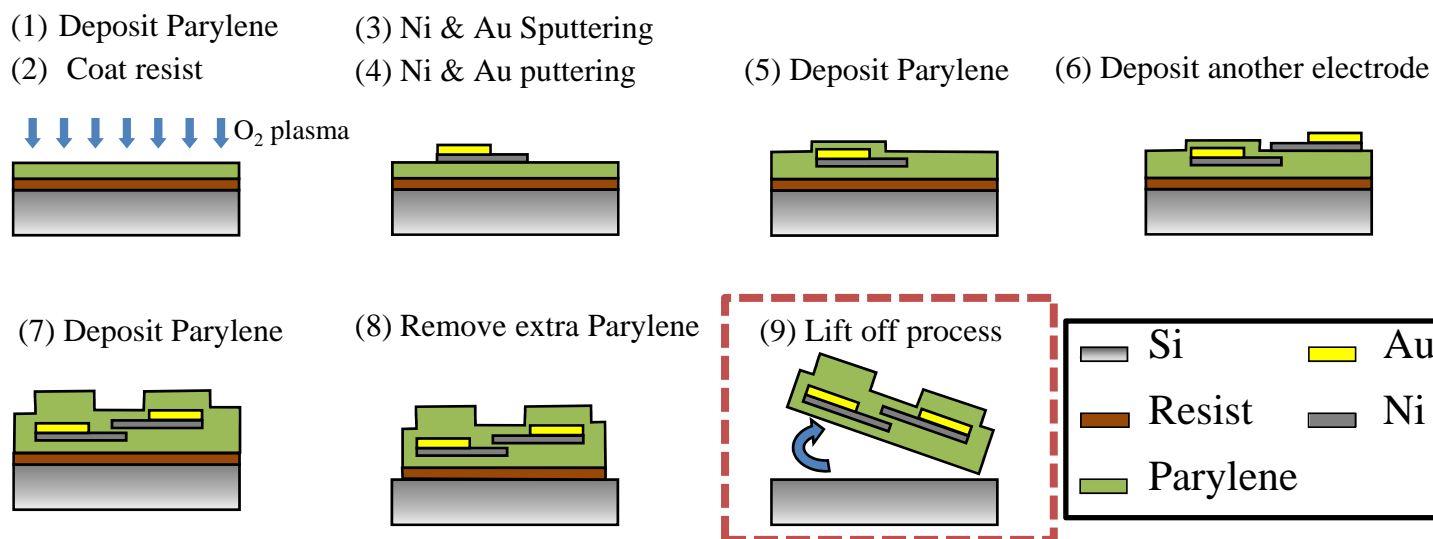 (1) Deposit Parylene
(2) Coat resist
O2 plasma
(3) Ni & Au Sputtering
(4) Ni & Au puttering
(5) Deposit Parylene
(6) Deposit another electrode
(7) Deposit Parylene
(8) Remove extra Parylene
(9) Lift off process
Si
Au
Resist
Ni
Parylene